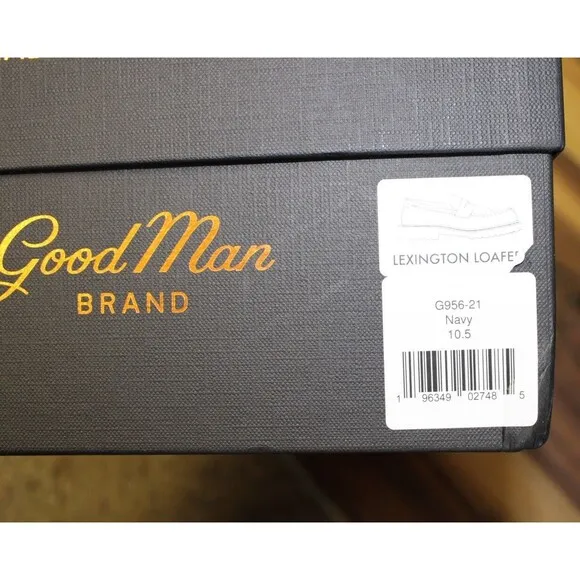 Good Man
BRAND
LEXINGTON LOAFE
G956-21
Navy
10.5
1 96349 02748 5